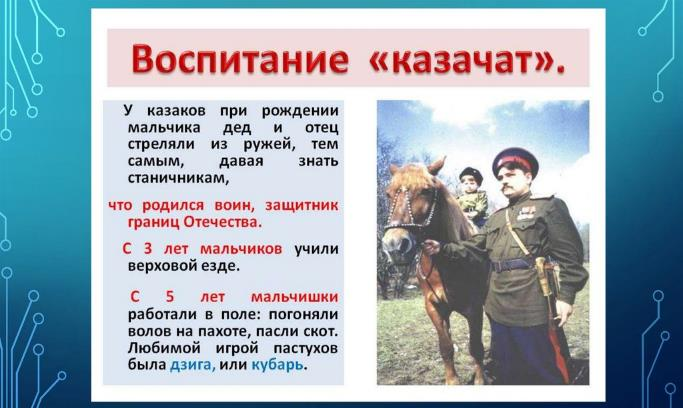 Воспитание «казачат».
У казаков при рождении
мальчика дед и отец
стреляли из ружей, тем
самым, давая знать
станичникам,
что родился воин, защитник
границ Отечества.
С 3 лет мальчиков учили
верховой езде.
С 5 лет мальчишки
работали в поле: погоняли
волов на пахоте, пасли скот.
Любимой игрой пастухов
была дзига, или кубарь.